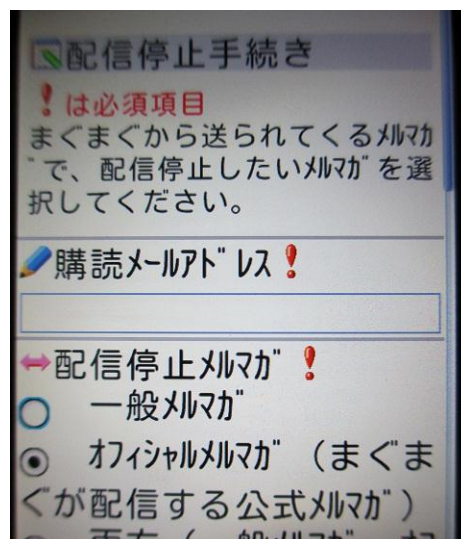 配信停止手続き
❗は必須項目
まぐまぐから送られてくるﾒﾙﾏｶ
ﾞで、配信停止したいﾒﾙﾏｶﾞを選
択してください。
購読ﾒｰﾙｱﾄﾞﾚｽ❗
配信停止ﾒﾙﾏｶﾞ❗
一般ﾒﾙﾏｶﾞ
ｵﾌｨｼｬﾙﾒﾙﾏｶﾞ（まぐま
ぐが配信する公式ﾒﾙﾏｶﾞ）